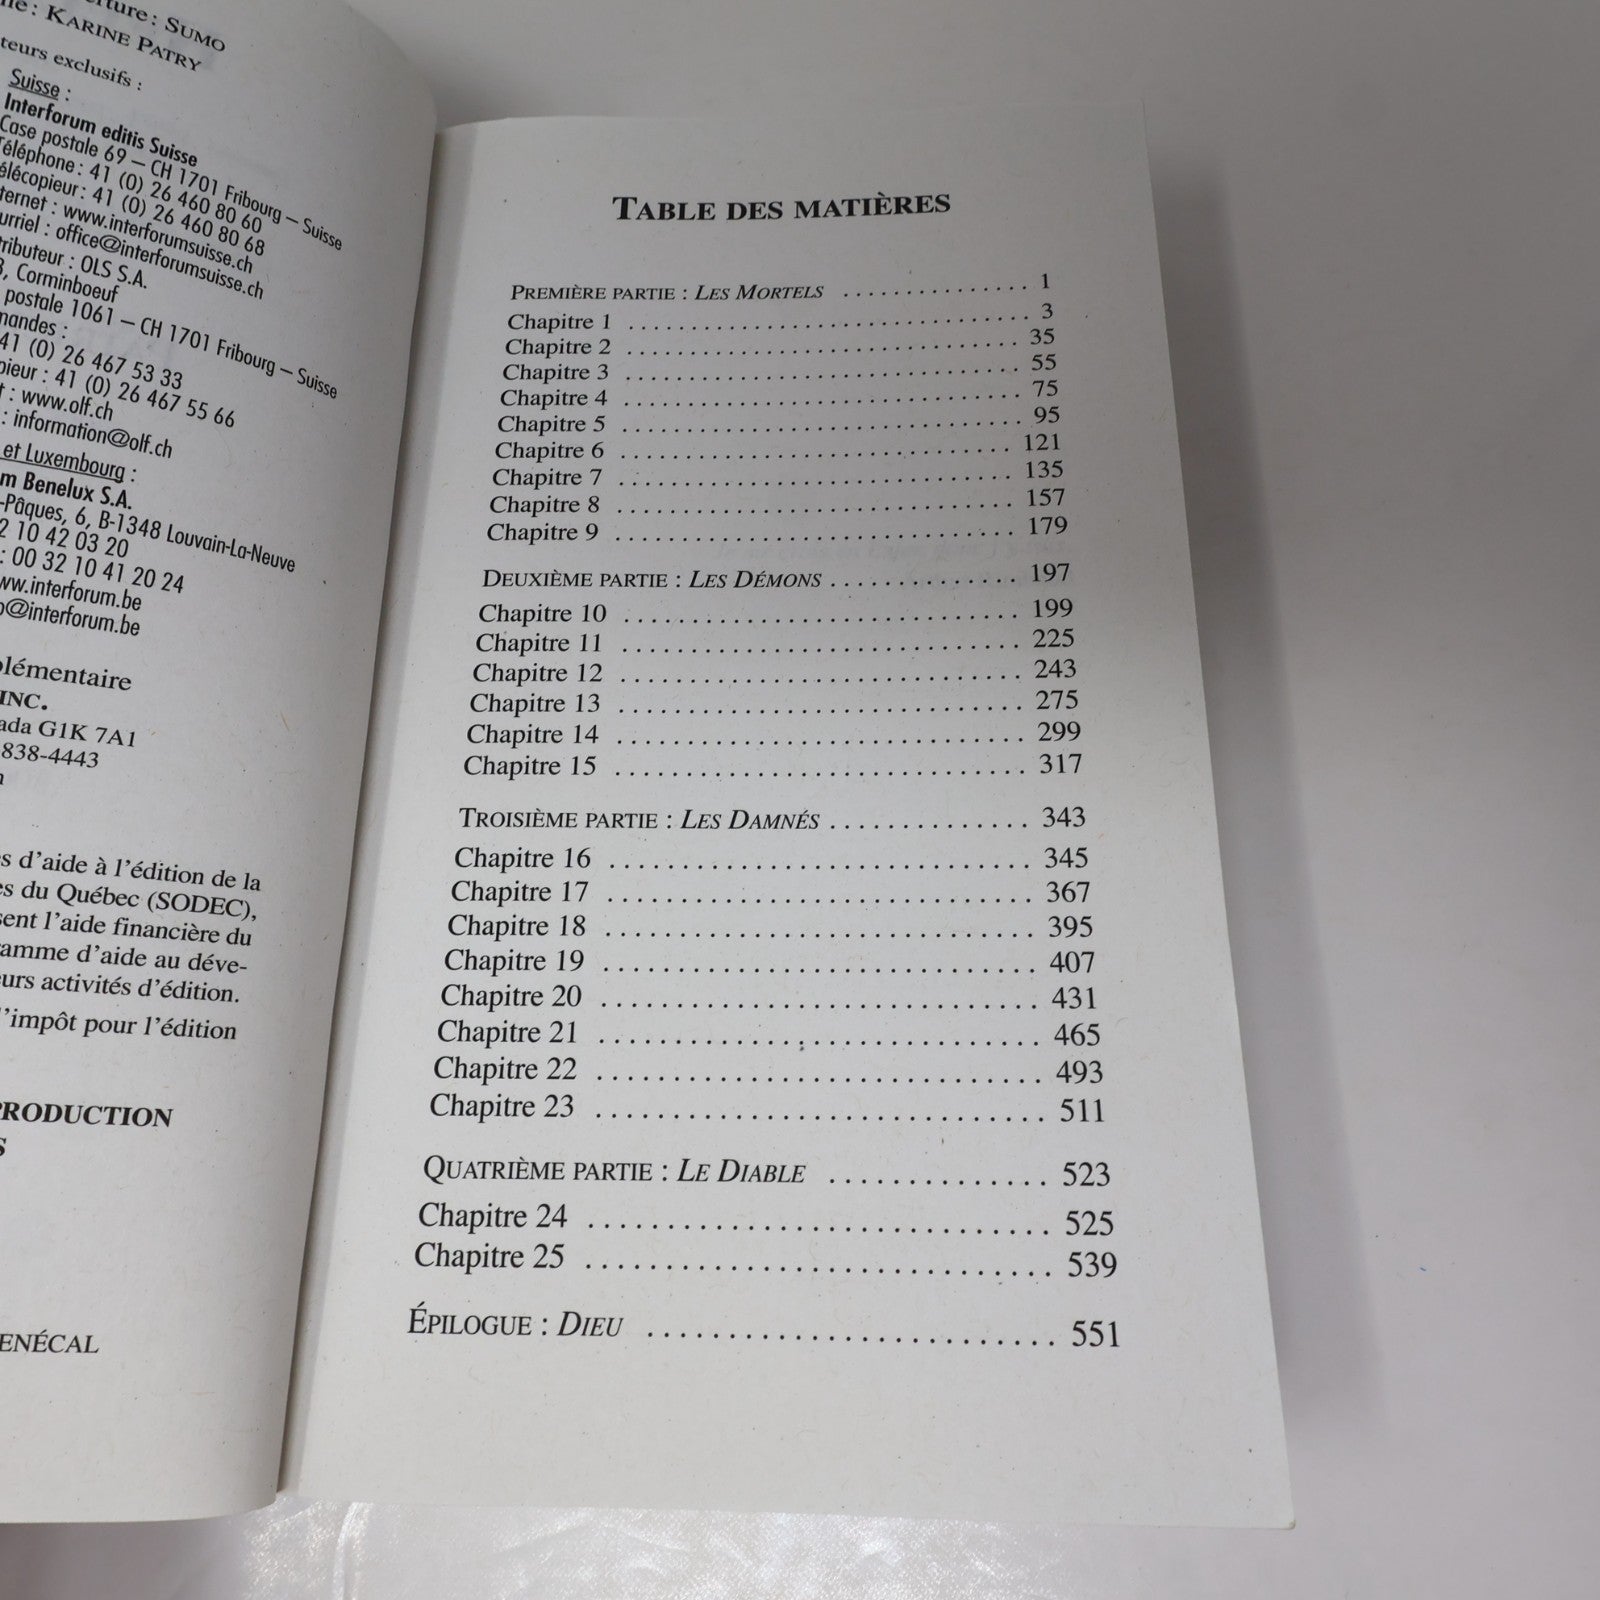 : SUMO
: KARINE PATRY
exclusifs :
Suisse :
Interforum editis Suisse
Case postale 69 – CH 1701 Fribourg – Suisse
Téléphone : 41 (0) 26 460 80 60
41 (0) 26 460 80 68
: www.interforumsuisse.ch
: office@interforumsuisse.ch
: OLS S.A.
, Corminboeuf
postale 1061 – CH 1701 Fribourg – Suisse
:
41 (0) 26 467 53 33
: 41 (0) 26 467 55 66
: www.olf.ch
: information@olf.ch
et Luxembourg :
Benelux S.A.
-Pâques, 6, B-1348 Louvain-La-Neuve
10 42 03 20
: 00 32 10 41 20 24
www.interforum.be
@interforum.be
INC.
G1K 7A1
838-4443
d'aide à l'édition de la
du Québec (SODEC),
l'aide financière du
d'aide au déve-
activités d'édition.
l'impôt pour l'édition
TABLE DES MATIÈRES
PREMIÈRE PARTIE : LES MORTELS . . . . . . . . . . . . . . . 1
Chapitre 1 . . . . . . . . . . . . . . . . . . . . . . . . . . . . . . . 3
Chapitre 2 . . . . . . . . . . . . . . . . . . . . . . . . . . . . . . . 35
Chapitre 3 . . . . . . . . . . . . . . . . . . . . . . . . . . . . . . . 55
Chapitre 4 . . . . . . . . . . . . . . . . . . . . . . . . . . . . . . . 75
Chapitre 5 . . . . . . . . . . . . . . . . . . . . . . . . . . . . . . . 95
Chapitre 6 . . . . . . . . . . . . . . . . . . . . . . . . . . . . . . 121
Chapitre 7 . . . . . . . . . . . . . . . . . . . . . . . . . . . . . . 135
Chapitre 8 . . . . . . . . . . . . . . . . . . . . . . . . . . . . . . 157
Chapitre 9 . . . . . . . . . . . . . . . . . . . . . . . . . . . . . . 179
DEUXIÈME PARTIE : LES DÉMONS . . . . . . . . . . . . . . 197
Chapitre 10 . . . . . . . . . . . . . . . . . . . . . . . . . . . . . 199
Chapitre 11 . . . . . . . . . . . . . . . . . . . . . . . . . . . . . 225
Chapitre 12 . . . . . . . . . . . . . . . . . . . . . . . . . . . . . 243
Chapitre 13 . . . . . . . . . . . . . . . . . . . . . . . . . . . . . 275
Chapitre 14 . . . . . . . . . . . . . . . . . . . . . . . . . . . . . 299
Chapitre 15 . . . . . . . . . . . . . . . . . . . . . . . . . . . . . 317
TROISIÈME PARTIE : LES DAMNÉS . . . . . . . . . . . . . 343
Chapitre 16 . . . . . . . . . . . . . . . . . . . . . . . . . . . . . 345
Chapitre 17 . . . . . . . . . . . . . . . . . . . . . . . . . . . . . 367
Chapitre 18 . . . . . . . . . . . . . . . . . . . . . . . . . . . . . 395
Chapitre 19 . . . . . . . . . . . . . . . . . . . . . . . . . . . . . 407
Chapitre 20 . . . . . . . . . . . . . . . . . . . . . . . . . . . . . 431
Chapitre 21 . . . . . . . . . . . . . . . . . . . . . . . . . . . . . 465
Chapitre 22 . . . . . . . . . . . . . . . . . . . . . . . . . . . . . 493
Chapitre 23 . . . . . . . . . . . . . . . . . . . . . . . . . . . . . 511
QUATRIÈME PARTIE : LE DIABLE . . . . . . . . . . . . . . 523
Chapitre 24 . . . . . . . . . . . . . . . . . . . . . . . . . . . . . 525
Chapitre 25 . . . . . . . . . . . . . . . . . . . . . . . . . . . . . 539
ÉPILOGUE : DIEU . . . . . . . . . . . . . . . . . . . . . . . . . 551